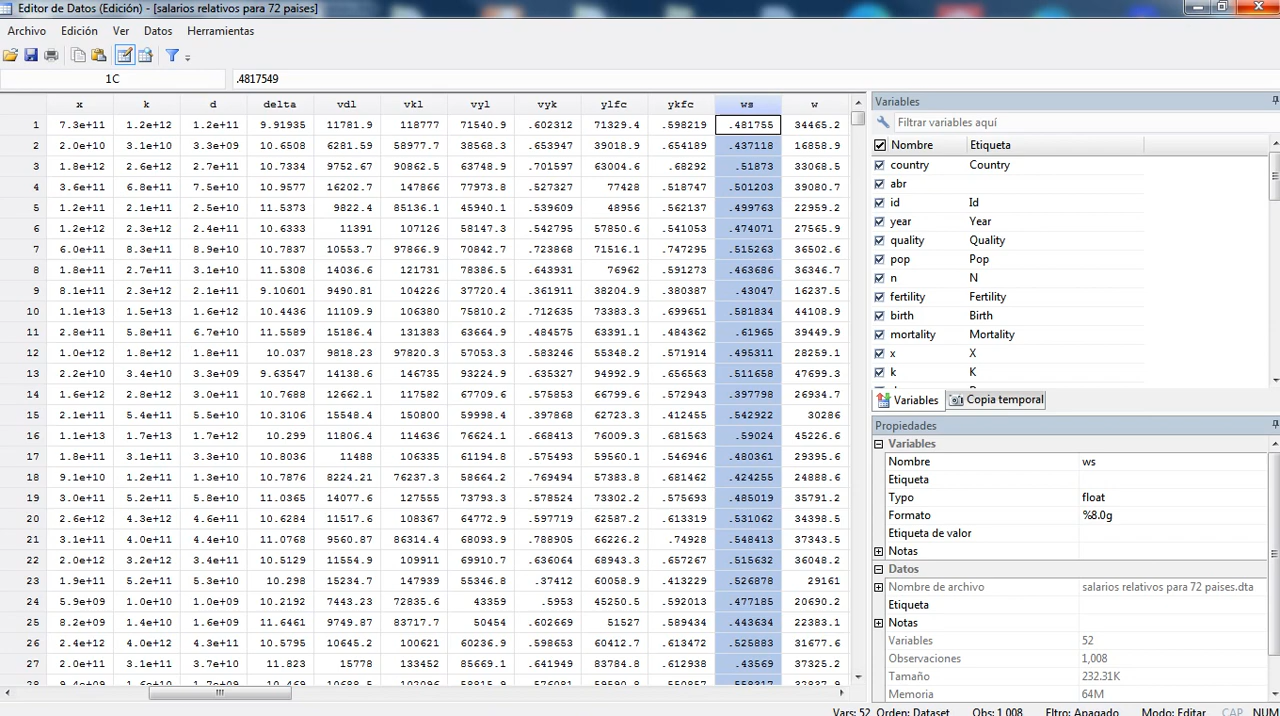 Editor de Datos (Edición) - [salarios relativos para 72 paises]
Archivo Edición Ver Datos Herramientas
1C .4817549
x k d delta vdl vkl vyl vyk ylfc ykfc ws w
1 7.3e+11 1.2e+12 1.2e+11 9.91935 11781.9 118777 71540.9 .602312 71329.4 .598219 .481755 34465.2
2 2.0e+10 3.1e+10 3.3e+09 10.6508 6281.59 58977.7 38568.3 .653947 39018.9 .654189 .437118 16858.9
3 1.8e+12 2.6e+12 2.7e+11 10.7334 9752.67 90862.5 63748.9 .701597 63004.6 .68292 .51873 33068.5
4 3.6e+11 6.8e+11 7.5e+10 10.9577 16202.7 147866 77973.8 .527327 77428 .518747 .501203 39080.7
5 1.2e+11 2.1e+11 2.5e+10 11.5373 9822.4 85136.1 45940.1 .539609 48956 .562137 .499763 22959.2
6 1.2e+12 2.3e+12 2.4e+11 10.6333 11391 107128 58147.3 .542795 57850.6 .541053 .474071 27565.9
7 6.0e+11 8.3e+11 8.9e+10 10.7837 10553.7 97866.9 70842.7 .723868 71516.1 .747295 .515263 36502.6
8 1.8e+11 2.7e+11 3.1e+10 11.5308 14036.6 121731 78386.5 .643931 76962 .591273 .463686 36346.7
9 8.1e+11 2.3e+12 2.1e+11 9.10601 9490.81 104226 37720.4 .361911 38204.9 .380387 .43047 16237.5
10 1.1e+13 1.5e+13 1.6e+12 10.4436 11109.9 106380 75810.2 .712635 73383.3 .699651 .581834 44108.9
11 2.8e+11 5.8e+11 6.7e+10 11.5589 15186.4 131383 63664.9 .484575 63391.1 .484362 .61965 39449.9
12 1.0e+12 1.8e+12 1.8e+11 10.037 9818.23 97820.3 57053.3 .583246 55348.2 .571914 .495311 28259.1
13 2.2e+10 3.4e+10 3.3e+09 9.63547 14138.6 146735 93224.9 .635327 94992.9 .656563 .511658 47699.3
14 1.6e+12 2.8e+12 3.0e+11 10.7688 12662.1 117582 67709.6 .575853 66799.6 .572943 .397798 26934.7
15 2.1e+11 5.4e+11 5.5e+10 10.3106 15548.4 150800 59998.4 .397868 62723.3 .412455 .542922 30286
16 1.1e+13 1.7e+13 1.7e+12 10.299 11806.4 114636 76624.1 .668413 76009.3 .681563 .59024 45226.6
17 1.8e+11 3.1e+11 3.3e+10 10.8036 11488 106335 61194.8 .575493 59560.1 .546946 .480361 29395.6
18 9.1e+10 1.2e+11 1.3e+10 10.7876 8224.21 76237.3 58664.2 .769494 57383.8 .681462 .424255 24888.6
19 3.0e+11 5.2e+11 5.8e+10 11.0365 14077.6 127555 73793.3 .578524 73302.2 .575693 .485019 35791.2
20 2.6e+12 4.3e+12 4.6e+11 10.6284 11517.6 108367 64772.9 .597719 62587.2 .613319 .531062 34398.5
21 3.1e+11 4.0e+11 4.4e+10 11.0768 9560.87 86314.4 68093.9 .788905 66226.2 .74928 .548413 37343.5
22 2.0e+12 3.2e+12 3.4e+11 10.5129 11554.9 109911 69910.7 .636064 68943.3 .657267 .515632 36048.2
23 1.9e+11 5.2e+11 5.3e+10 10.298 15234.7 147939 55346.8 .37412 60058.9 .413229 .526878 29161
24 5.9e+09 1.0e+10 1.0e+09 10.2192 7443.23 72835.6 43359 .5953 45250.5 .592013 .477185 20690.2
25 8.2e+09 1.4e+10 1.6e+09 11.6461 9749.87 83717.7 50454 .602669 51527 .589434 .443634 22383.1
26 2.4e+12 4.0e+12 4.3e+11 10.5795 10645.2 100621 60236.9 .598653 60412.7 .613472 .525883 31677.6
27 2.0e+11 3.1e+11 3.7e+10 11.823 15778 133452 85669.1 .641949 83784.8 .612938 .43569 37325.2
Variables
Filtrar variables aquí
Nombre Etiqueta
country Country
abr
id Id
year Year
quality Quality
pop Pop
n N
fertility Fertility
birth Birth
mortality Mortality
x X
k K
Variables Copia temporal
Propiedades
Variables
Nombre ws
Etiqueta
Typo float
Formato %8.0g
Etiqueta de valor
Notas
Datos
Nombre de archivo salarios relativos para 72 paises.dta
Etiqueta
Notas
Variables 52
Observaciones 1,008
Tamaño 232.31K
Memoria 64M
Vars: 52 Orden: Dataset Obs: 1,008 Fltro: Apagado Modo: Editar CAP NUM